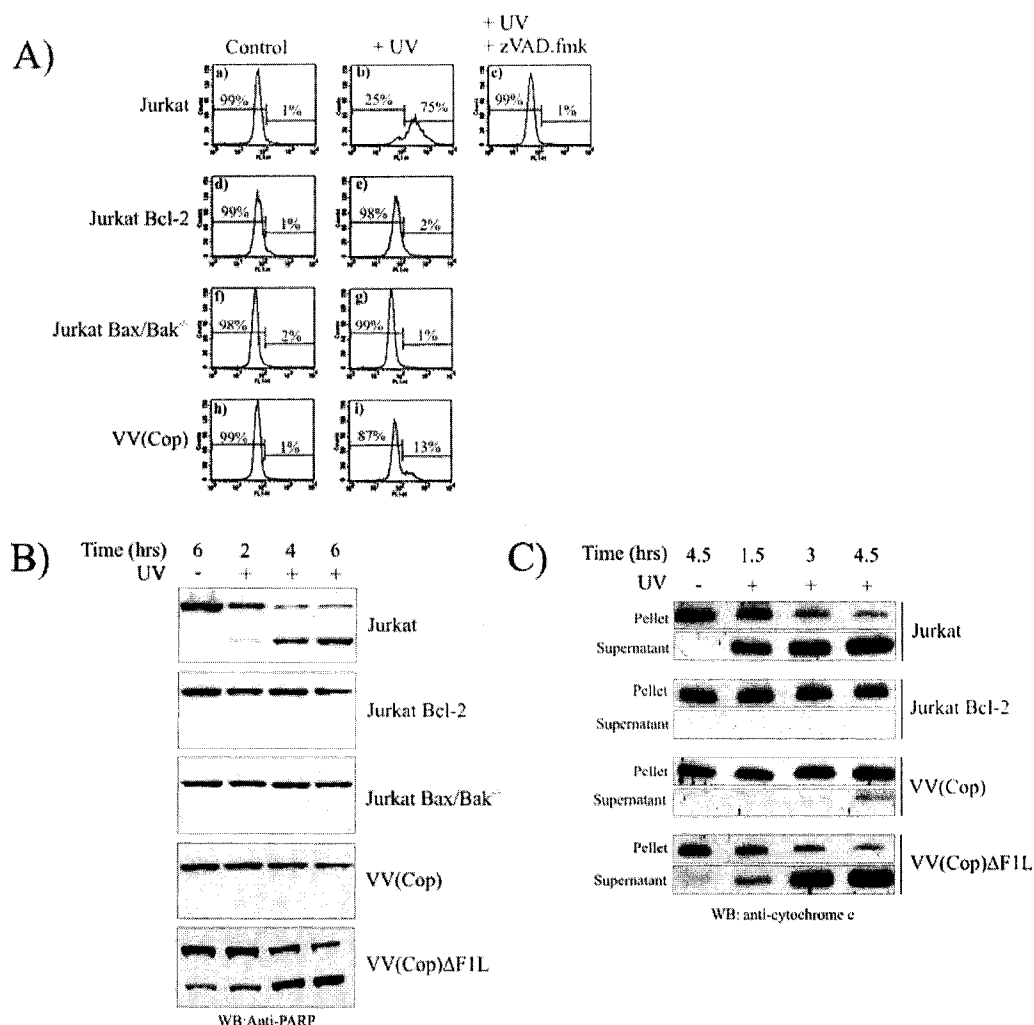 A)
Control
+ UV
+ UV
+ zVAD.fmk
Jurkat
a)
99%
1%
b)
25%
75%
c)
99%
1%
Jurkat Bcl-2
d)
99%
1%
e)
98%
2%
Jurkat Bax/Bak-/-
f)
98%
2%
g)
99%
1%
VV(Cop)
h)
99%
1%
i)
87%
13%
B)
Time (hrs) 6 2 4 6
UV - + + +
Jurkat
Jurkat Bcl-2
Jurkat Bax/Bak-/-
VV(Cop)
VV(Cop)ΔF1L
WB:Anti-PARP
C)
Time (hrs) 4.5 1.5 3 4.5
UV - + + +
Pellet
Supernatant
Jurkat
Pellet
Supernatant
Jurkat Bcl-2
Pellet
Supernatant
VV(Cop)
Pellet
Supernatant
VV(Cop)ΔF1L
WB: anti-cytochrome c